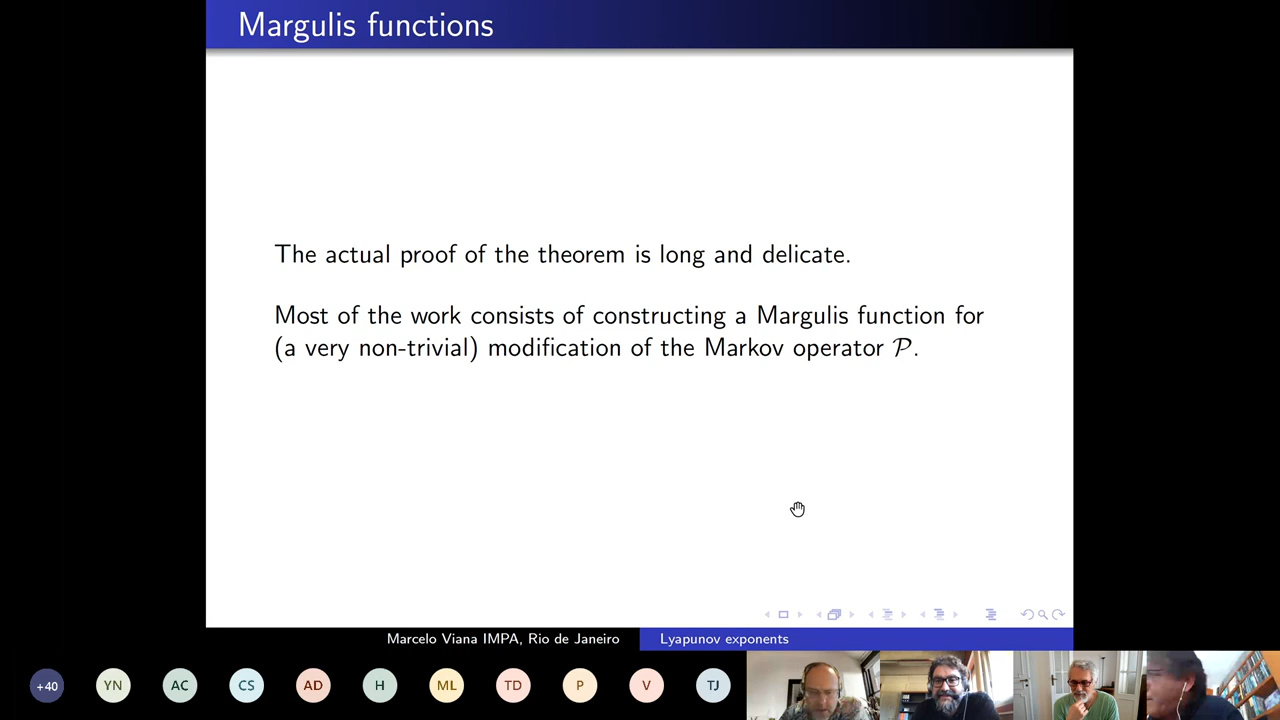 Margulis functions
The actual proof of the theorem is long and delicate.
Most of the work consists of constructing a Margulis function for
(a very non-trivial) modification of the Markov operator 𝒫.
Marcelo Viana IMPA, Rio de Janeiro
Lyapunov exponents
+40 YN AC CS AD H ML TD P V TJ